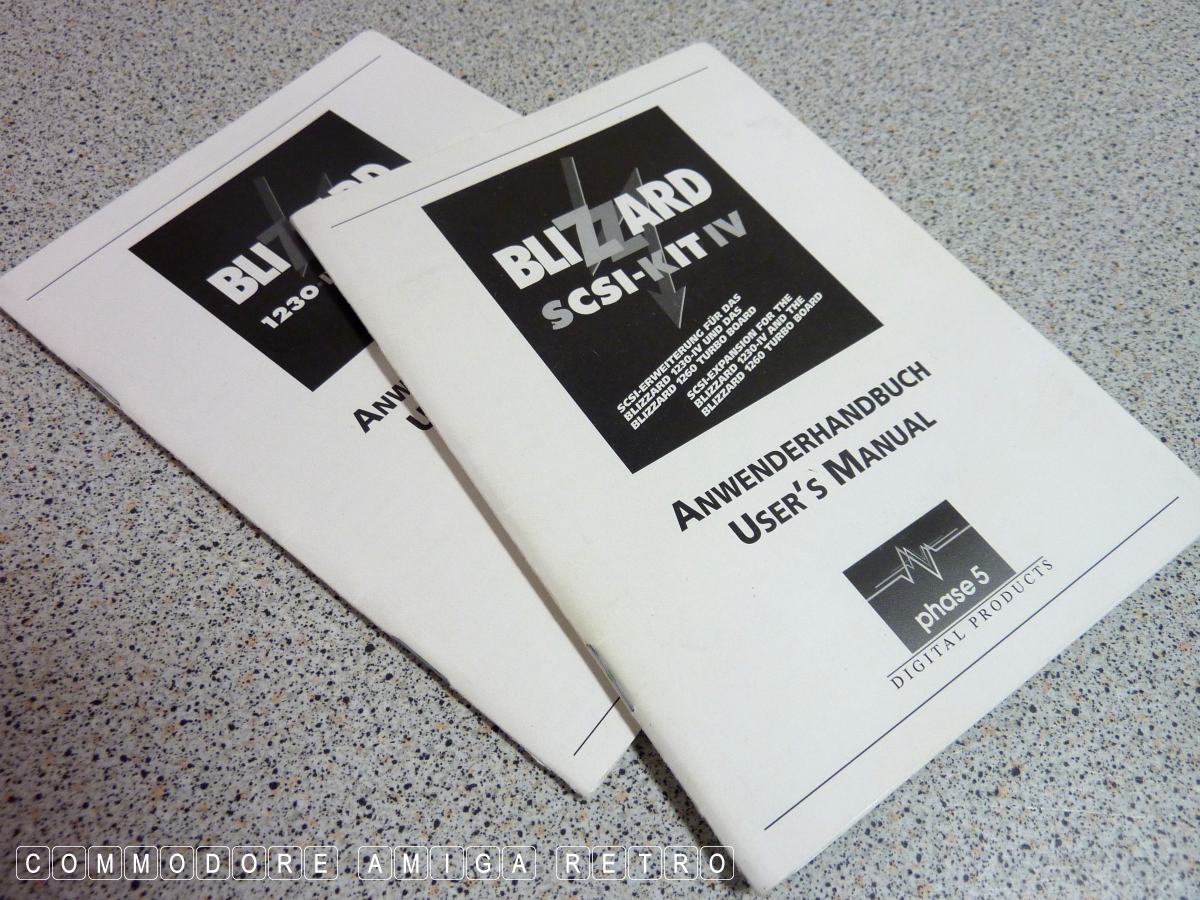 BLIZZARD
1230-
BLIZZARD
SCSI-KIT IV
SCSI-ERWEITERUNG FÜR DAS
BLIZZARD 1230-IV UND DAS
BLIZZARD 1260 TURBO BOARD
SCSI-EXPANSION FOR THE
BLIZZARD 1230-IV AND THE
BLIZZARD 1260 TURBO BOARD
ANWENDERHANDBUCH
USER'S MANUAL
phase 5
DIGITAL PRODUCTS
COMMODORE AMIGA RETRO